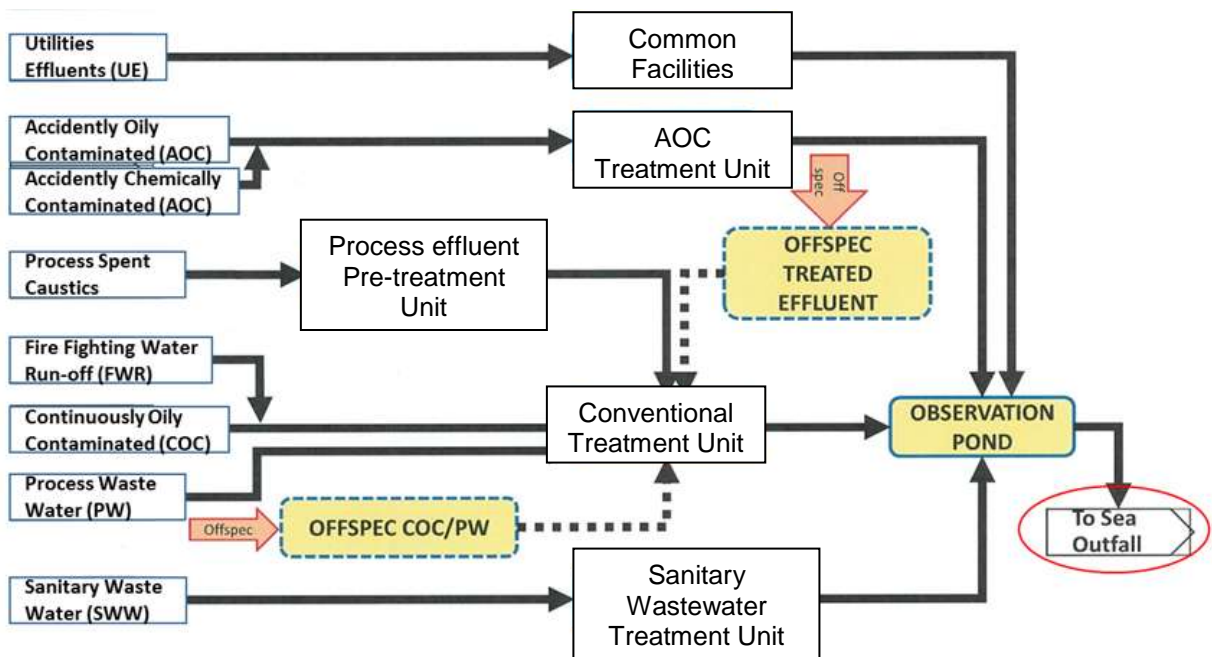 Utilities
Effluents (UE)
Common
Facilities
Accidently Oily
Contaminated (AOC)
AOC
Treatment Unit
Accidently Chemically
Contaminated (AOC)
Off
spec
Process Spent
Caustics
Process effluent
Pre-treatment
Unit
OFFSPEC
TREATED
EFFLUENT
Fire Fighting Water
Run-off (FWR)
Continuously Oily
Contaminated (COC)
Conventional
Treatment Unit
OBSERVATION
POND
Process Waste
Water (PW)
Offspec
OFFSPEC COC/PW
To Sea
Outfall
Sanitary Waste
Water (SWW)
Sanitary
Wastewater
Treatment Unit